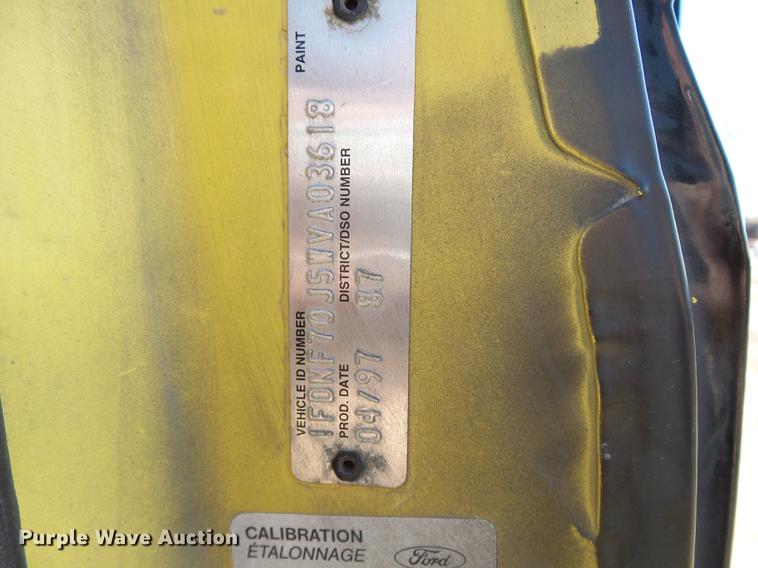 PAINT
VEHICLE ID NUMBER
1FDNF70J5WVA03618
PROD. DATE DISTRICT/DSO NUMBER
04/97 87
CALIBRATION
ÉTALONNAGE
Ford
Purple Wave Auction